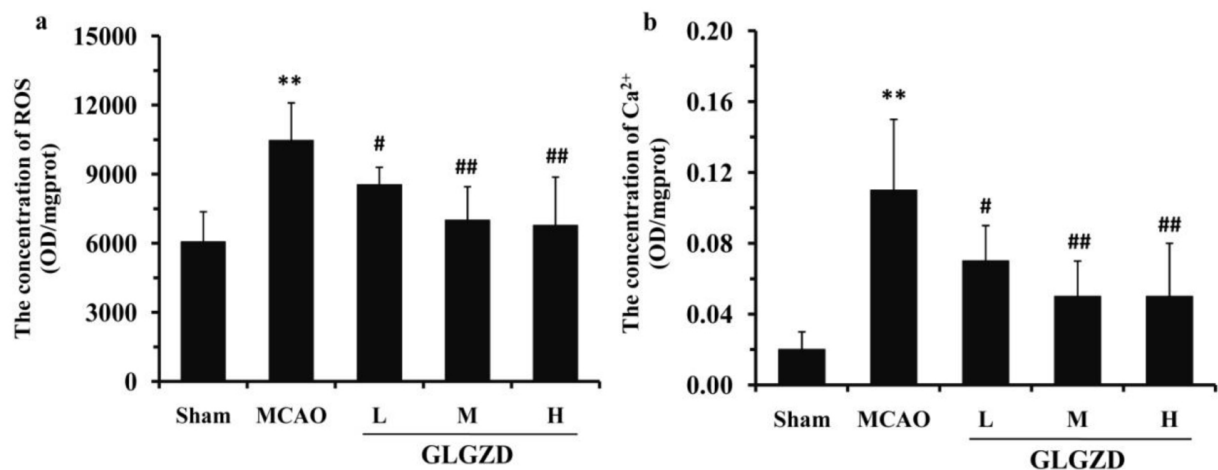 a
The concentration of ROS
(OD/mgprot)
15000
12000
9000
6000
3000
0
**
#
##
##
Sham MCAO L M H
GLGZD
b
The concentration of Ca²⁺
(OD/mgprot)
0.20
0.16
0.12
0.08
0.04
0.00
**
#
##
##
Sham MCAO L M H
GLGZD